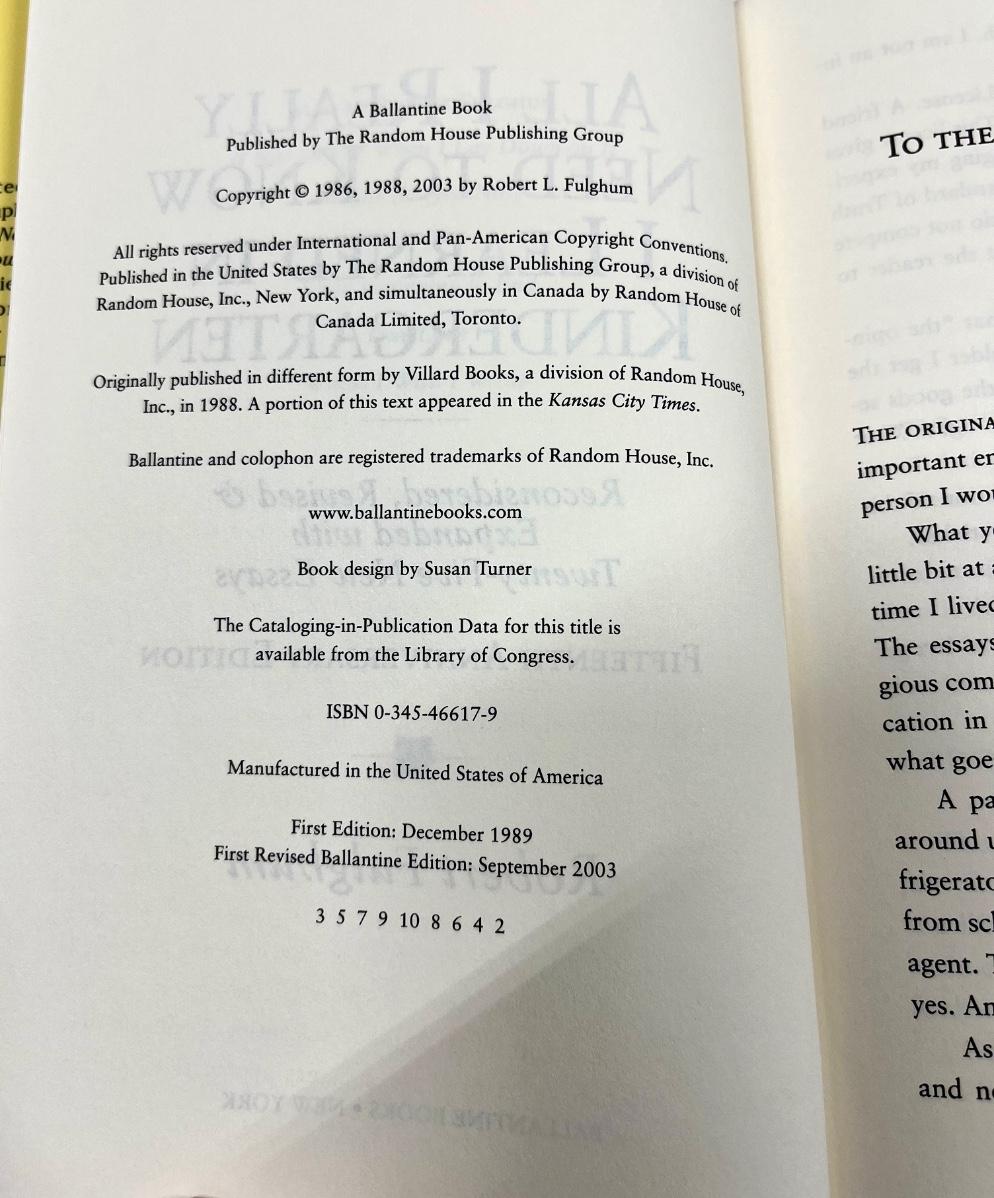 A Ballantine Book
Published by The Random House Publishing Group
Copyright © 1986, 1988, 2003 by Robert L. Fulghum
All rights reserved under International and Pan-American Copyright Conventions.
Published in the United States by The Random House Publishing Group, a division of
Random House, Inc., New York, and simultaneously in Canada by Random House of
Canada Limited, Toronto.
Originally published in different form by Villard Books, a division of Random House,
Inc., in 1988. A portion of this text appeared in the Kansas City Times.
Ballantine and colophon are registered trademarks of Random House, Inc.
www.ballantinebooks.com
Book design by Susan Turner
The Cataloging-in-Publication Data for this title is
available from the Library of Congress.
ISBN 0-345-46617-9
Manufactured in the United States of America
First Edition: December 1989
First Revised Ballantine Edition: September 2003
3 5 7 9 10 8 6 4 2
TO THE
THE ORIGINA
important en
person I wou
What y
little bit at a
time I lived
The essays
gious com
cation in
what goe
A pa
around u
frigerato
from scl
agent. T
yes. An
As
and n